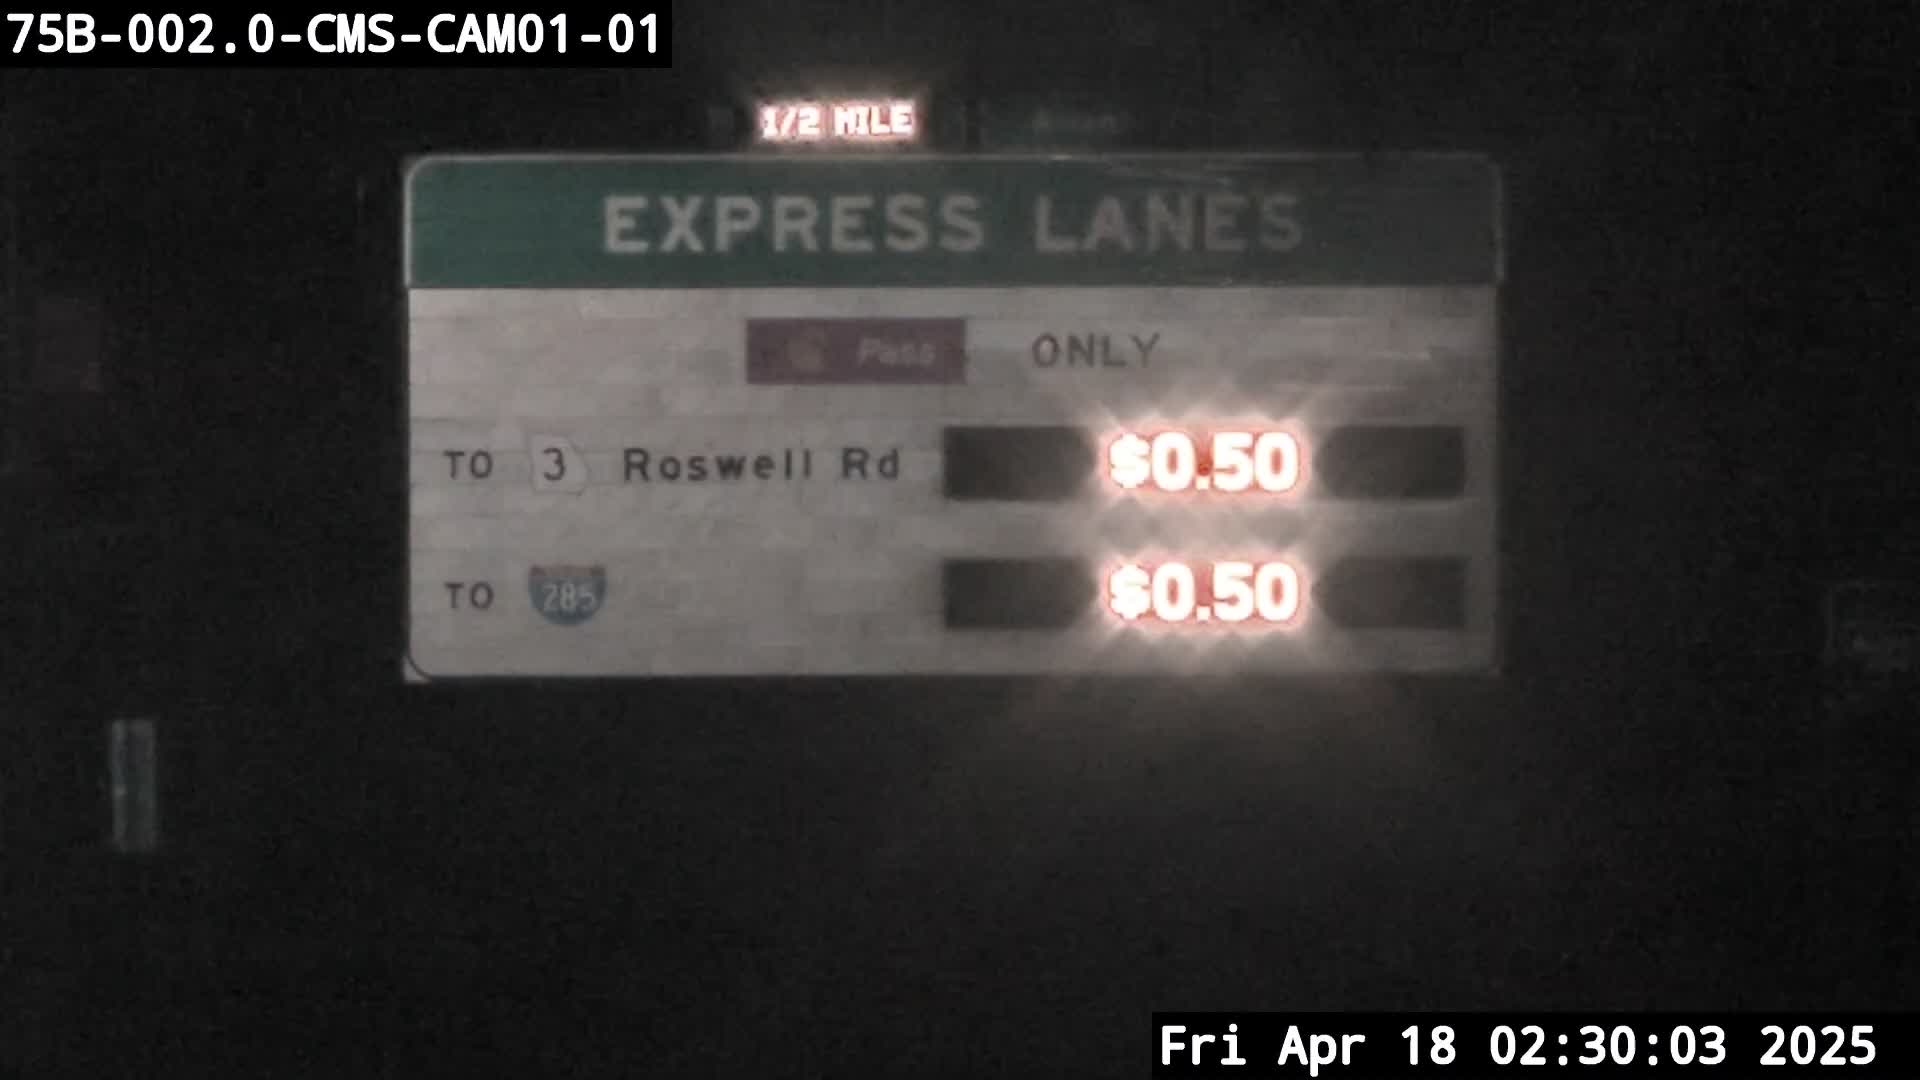 75B-002.0-CMS-CAM01-01
1/2 MILE
EXPRESS LANES
Pass ONLY
TO 3 Roswell Rd $0.50
TO 285 $0.50
Fri Apr 18 02:30:03 2025